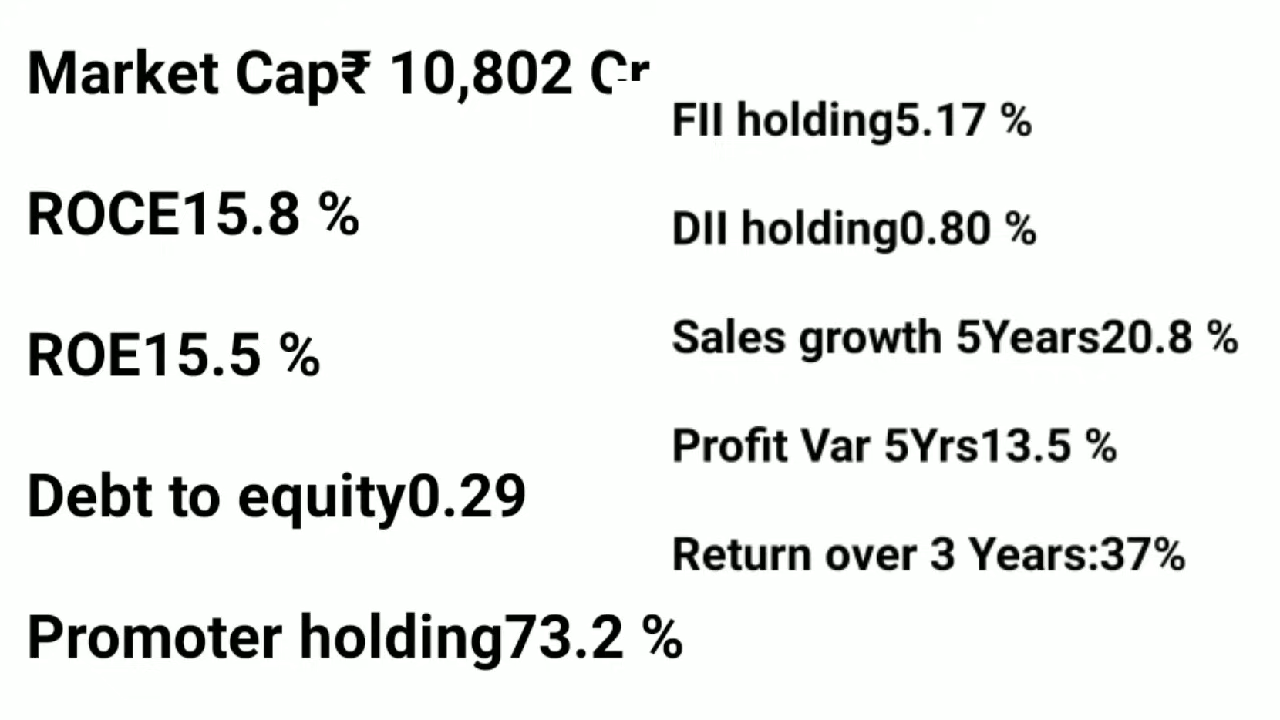 Market Cap₹ 10,802 Cr
ROCE15.8 %
ROE15.5 %
Debt to equity0.29
Promoter holding73.2 %
FII holding5.17 %
DII holding0.80 %
Sales growth 5Years20.8 %
Profit Var 5Yrs13.5 %
Return over 3 Years:37%